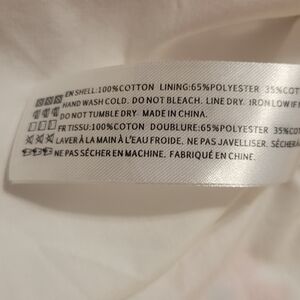 EN SHELL:100%COTTON LINING:65%POLYESTER 35%COT
HAND WASH COLD. DO NOT BLEACH. LINE DRY. IRON LOW IF
DO NOT TUMBLE DRY MADE IN CHINA.
FR TISSU:100%COTON DOUBLURE:65%POLYESTER 35%CO
LAVER À LA MAIN À L'EAU FROIDE. NE PAS JAVELLISER. SÉCHER
NE PAS SÉCHER EN MACHINE. FABRIQUÉ EN CHINE.